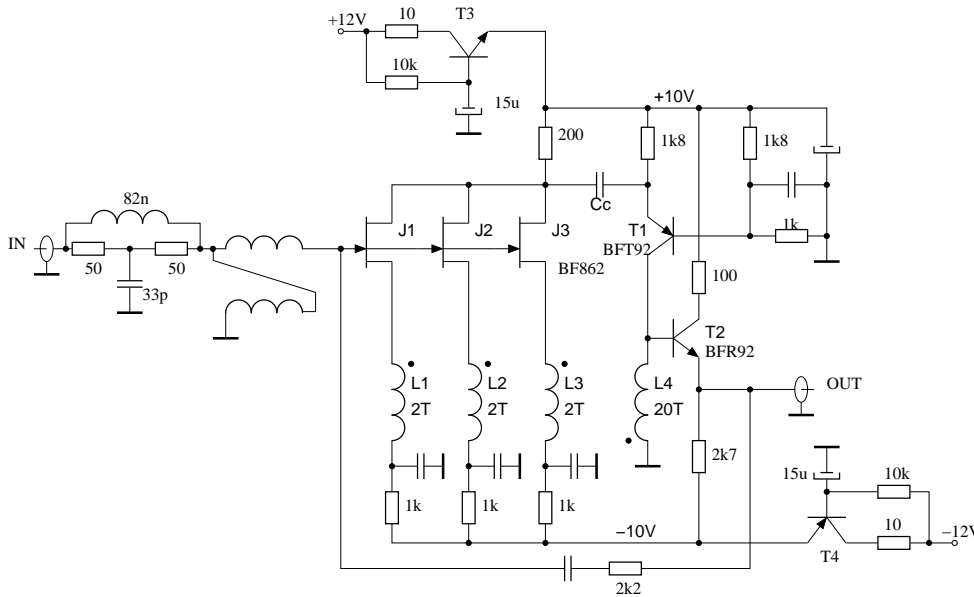 +12V
10
T3
10k
15u
+10V
200
1k8
1k8
82n
Cc
IN
J1
J2
J3
T1
1k
50
50
BF862
BFT92
33p
100
T2
BFR92
L1
L2
L3
L4
OUT
2T
2T
2T
20T
2k7
15u
10k
1k
1k
1k
−10V
10
−12V
T4
2k2